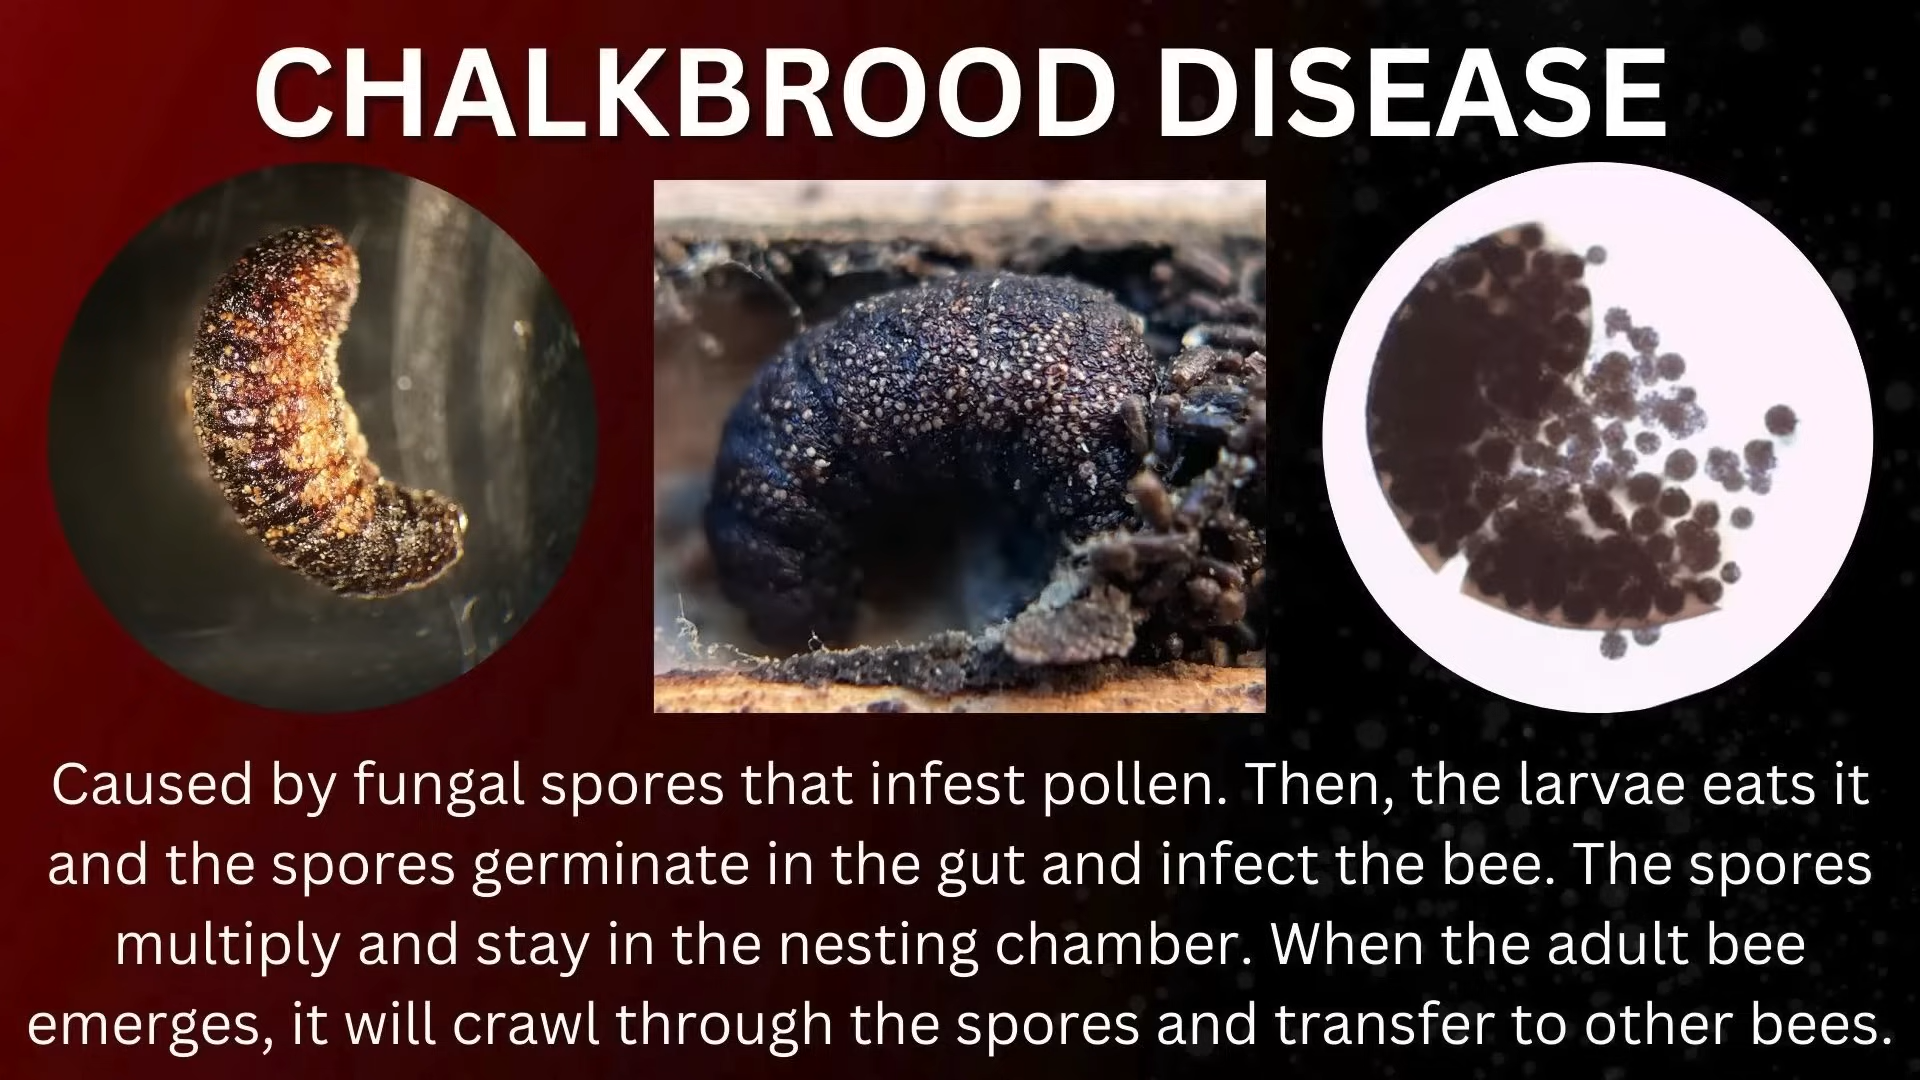 CHALKBROOD DISEASE
Caused by fungal spores that infest pollen. Then, the larvae eats it
and the spores germinate in the gut and infect the bee. The spores
multiply and stay in the nesting chamber. When the adult bee
emerges, it will crawl through the spores and transfer to other bees.